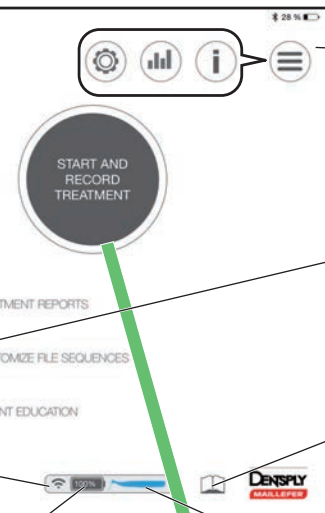 28 %
START AND
RECORD
TREATMENT
TMENT REPORTS
TOMIZE FILE SEQUENCES
NT EDUCATION
100%
DENTSPLY
MAILLEFER